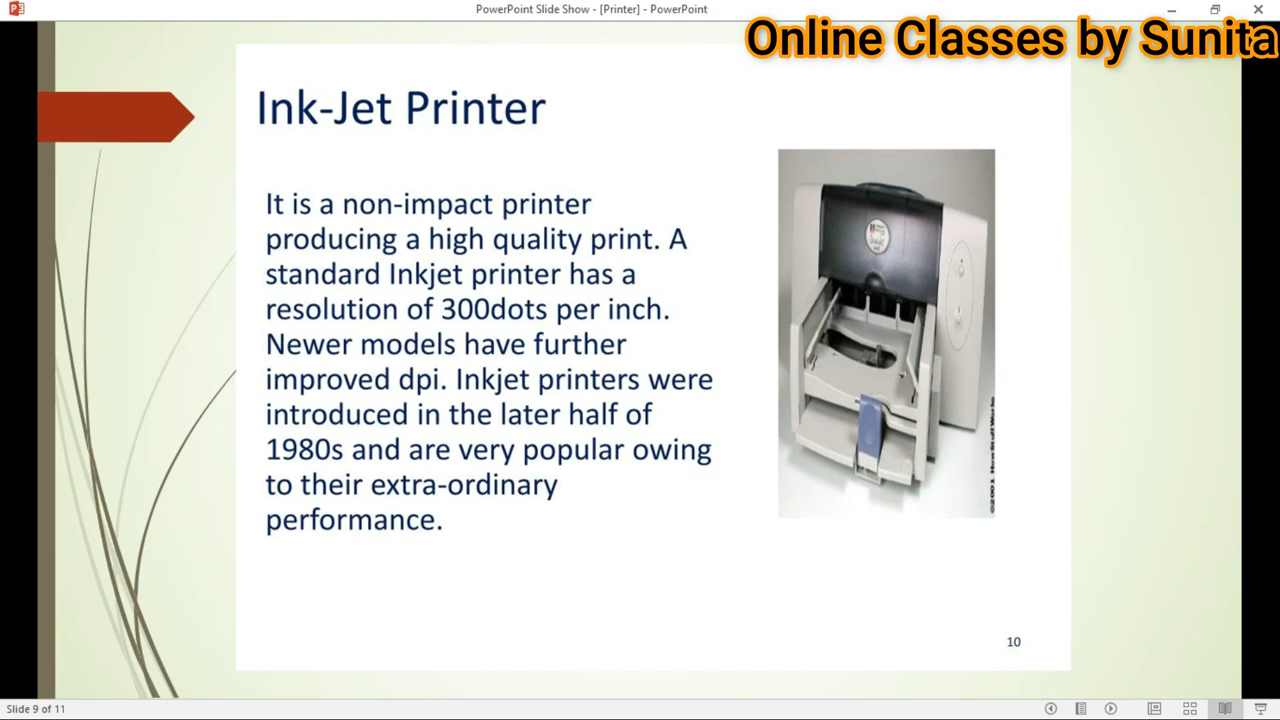 PowerPoint Slide Show - [Printer] - PowerPoint
Online Classes by Sunita
Ink-Jet Printer
It is a non-impact printer
producing a high quality print. A
standard Inkjet printer has a
resolution of 300dots per inch.
Newer models have further
improved dpi. Inkjet printers were
introduced in the later half of
1980s and are very popular owing
to their extra-ordinary
performance.
©2001 HowStuffWorks
10
Slide 9 of 11